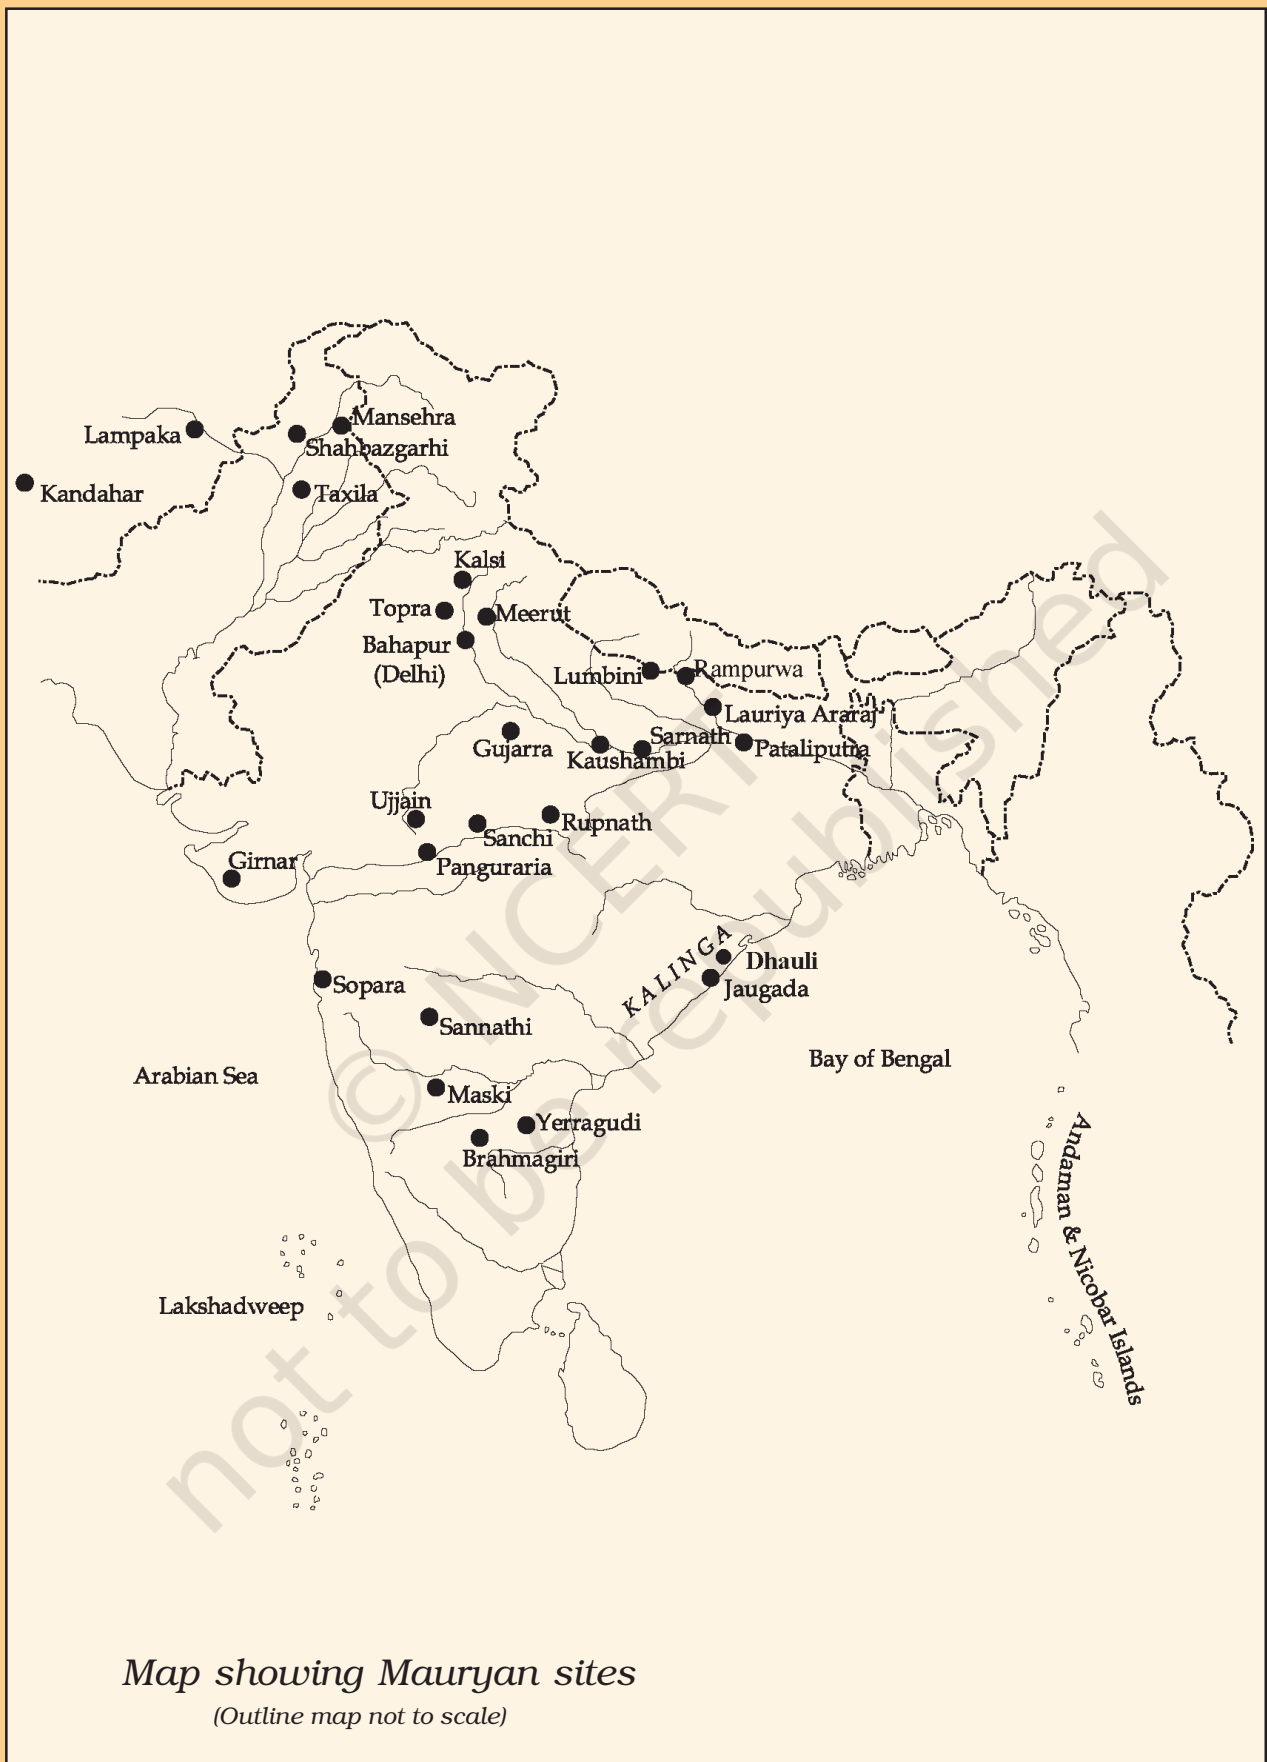 Mansehra
Lampaka
Shahbazgarhi
Kandahar
Taxila
Kalsi
Topra
Meerut
Bahapur
(Delhi)
Lumbini
Rampurwa
Lauriya Araraj
Gujarra
Sarnath
Kaushambi
Pataliputra
Ujjain
Rupnath
Sanchi
Girnar
Panguraria
KALINGA
Dhauli
Jaugada
Sopara
Sannathi
Bay of Bengal
Arabian Sea
Maski
Yerragudi
Brahmagiri
Andaman & Nicobar Islands
Lakshadweep
© NCERT
not to be republished
Map showing Mauryan sites
(Outline map not to scale)